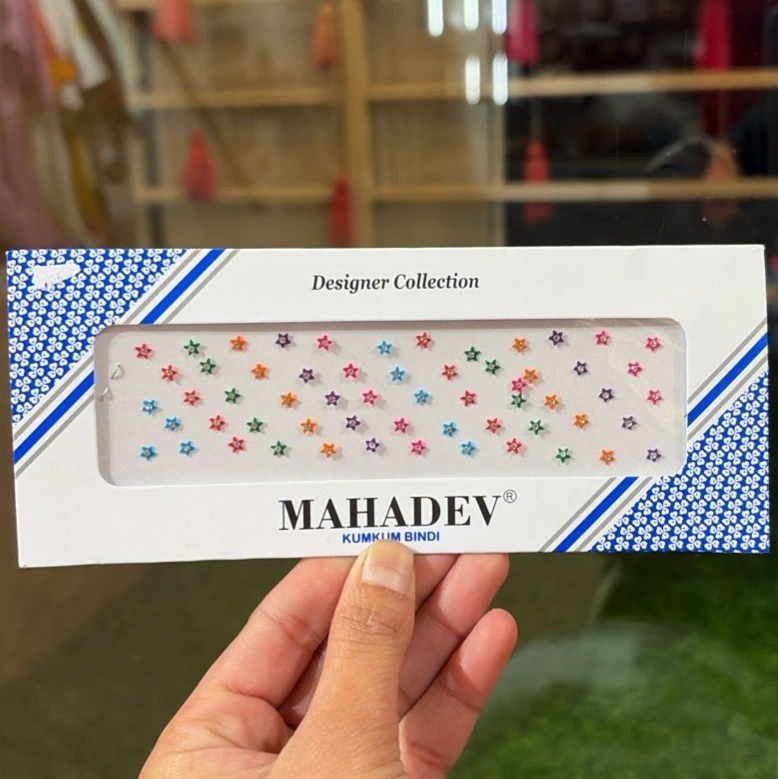 Designer Collection
MAHADEV®
KUMKUM BINDI